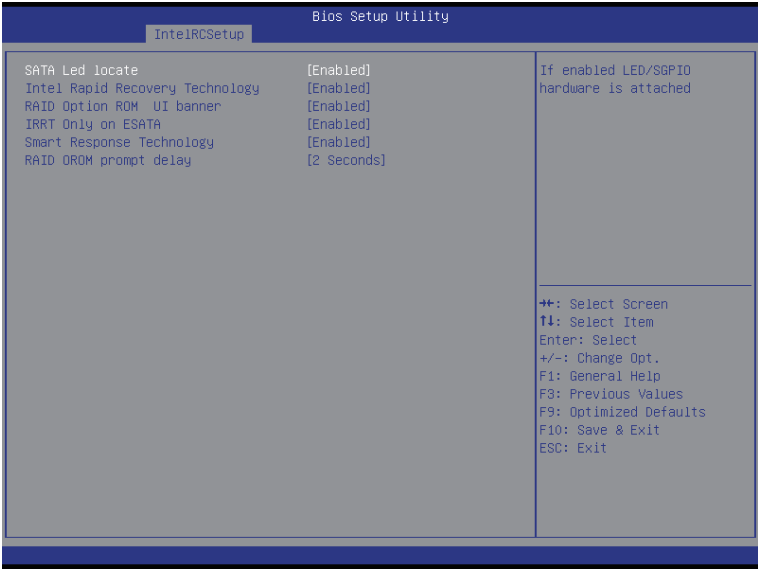 Bios Setup Utility
IntelRCSetup
SATA Led locate [Enabled]
Intel Rapid Recovery Technology [Enabled]
RAID Option ROM  UI banner [Enabled]
IRRT Only on ESATA [Enabled]
Smart Response Technology [Enabled]
RAID OROM prompt delay [2 Seconds]
If enabled LED/SGPIO
hardware is attached
→←: Select Screen
↑↓: Select Item
Enter: Select
+/-: Change Opt.
F1: General Help
F3: Previous Values
F9: Optimized Defaults
F10: Save & Exit
ESC: Exit